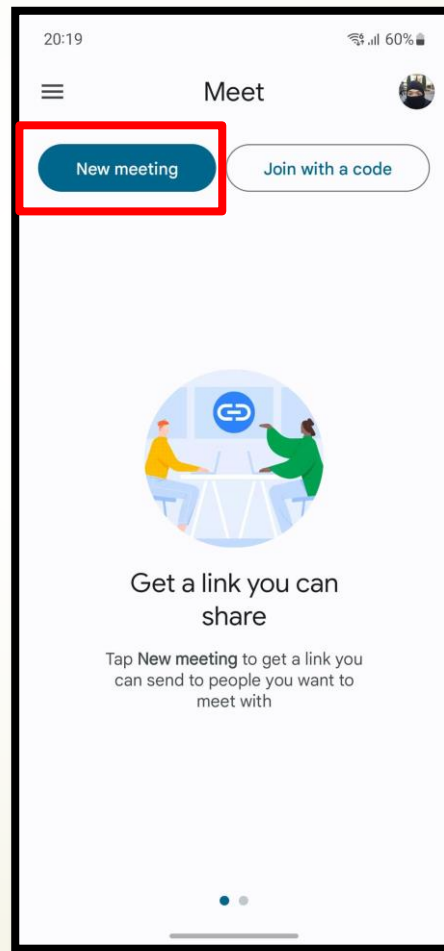 20:19 60%
Meet
New meeting Join with a code
Get a link you can
share
Tap New meeting to get a link you
can send to people you want to
meet with